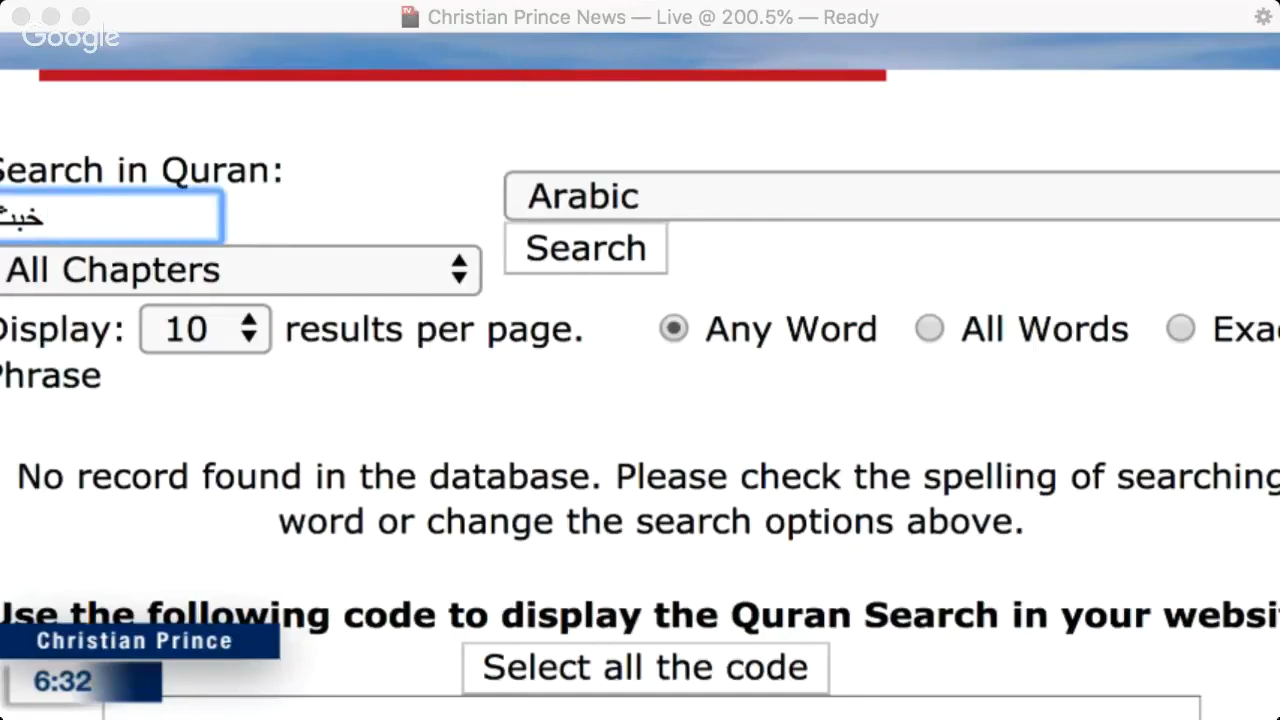 Christian Prince News — Live @ 200.5% — Ready
Google
Search in Quran:
Arabic
Search
All Chapters
Display: 10 results per page. Any Word All Words Exa
Phrase
No record found in the database. Please check the spelling of searching
word or change the search options above.
Use the following code to display the Quran Search in your websi
Christian Prince
Select all the code
6:32